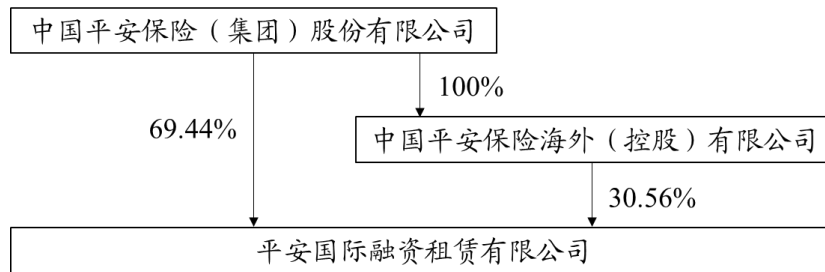 中国平安保险（集团）股份有限公司
100%
69.44%
中国平安保险海外（控股）有限公司
30.56%
平安国际融资租赁有限公司